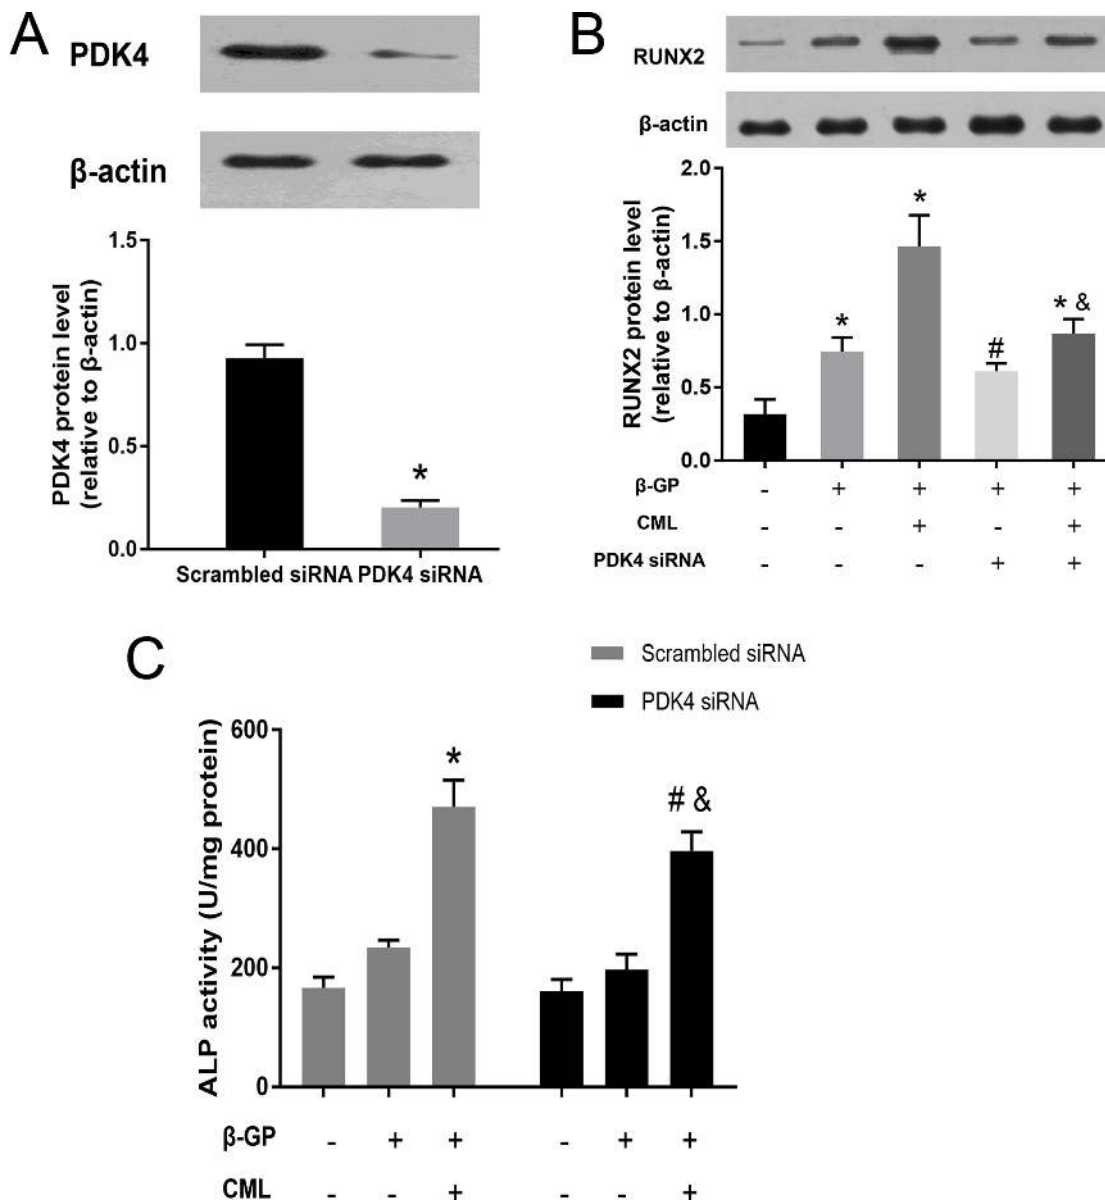 A
PDK4
β-actin
1.5
1.0
0.5
0.0
PDK4 protein level
(relative to β-actin)
*
Scrambled siRNA PDK4 siRNA
B
RUNX2
β-actin
2.0
1.5
1.0
0.5
0.0
RUNX2 protein level
(relative to β-actin)
* * # * &
β-GP - + + + +
CML - - + - +
PDK4 siRNA - - - + +
C
Scrambled siRNA
PDK4 siRNA
600
400
200
0
ALP activity (U/mg protein)
* # &
β-GP - + + - + +
CML - - + - - +